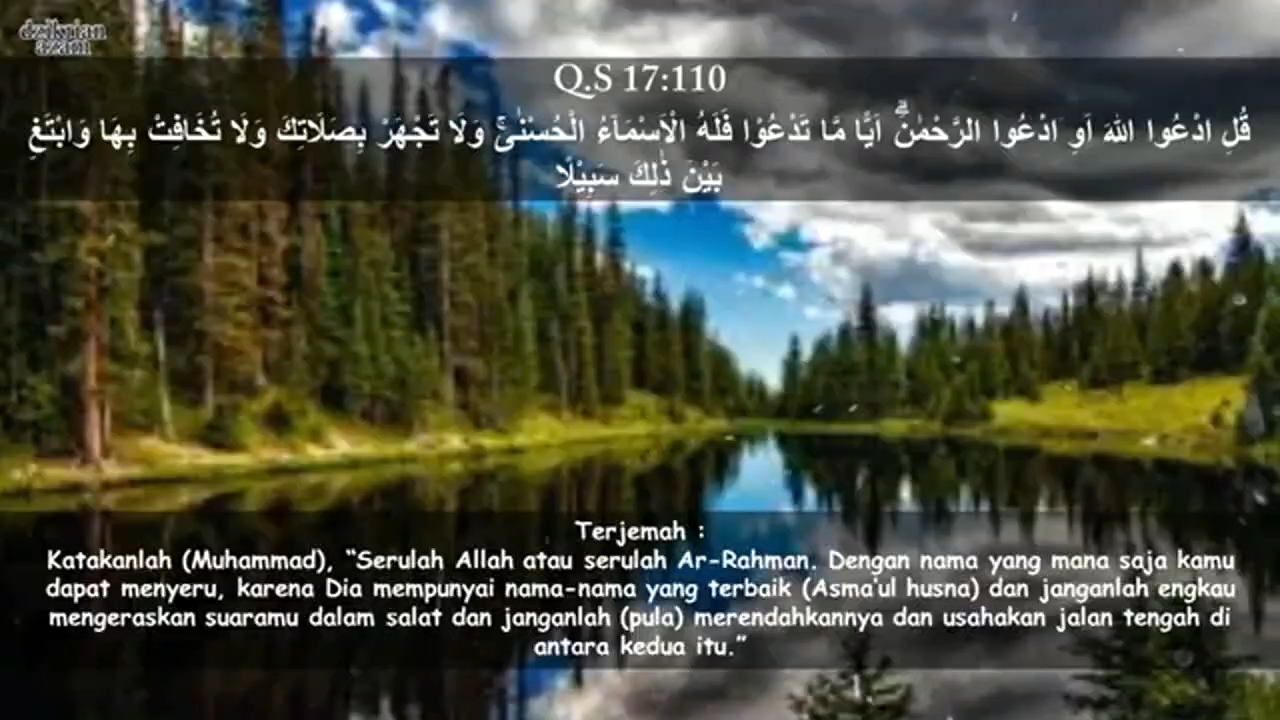 dzikrian
azam
Q.S 17:110
قُلِ ادْعُوا اللّٰهَ اَوِ ادْعُوا الرَّحْمٰنَۗ اَيًّا مَّا تَدْعُوْا فَلَهُ الْاَسْمَاۤءُ الْحُسْنٰىۚ وَلَا تَجْهَرْ بِصَلَاتِكَ وَلَا تُخَافِتْ بِهَا وَابْتَغِ
بَيْنَ ذٰلِكَ سَبِيْلًا
Terjemah :
Katakanlah (Muhammad), “Serulah Allah atau serulah Ar-Rahman. Dengan nama yang mana saja kamu
dapat menyeru, karena Dia mempunyai nama-nama yang terbaik (Asma'ul husna) dan janganlah engkau
mengeraskan suaramu dalam salat dan janganlah (pula) merendahkannya dan usahakan jalan tengah di
antara kedua itu.”